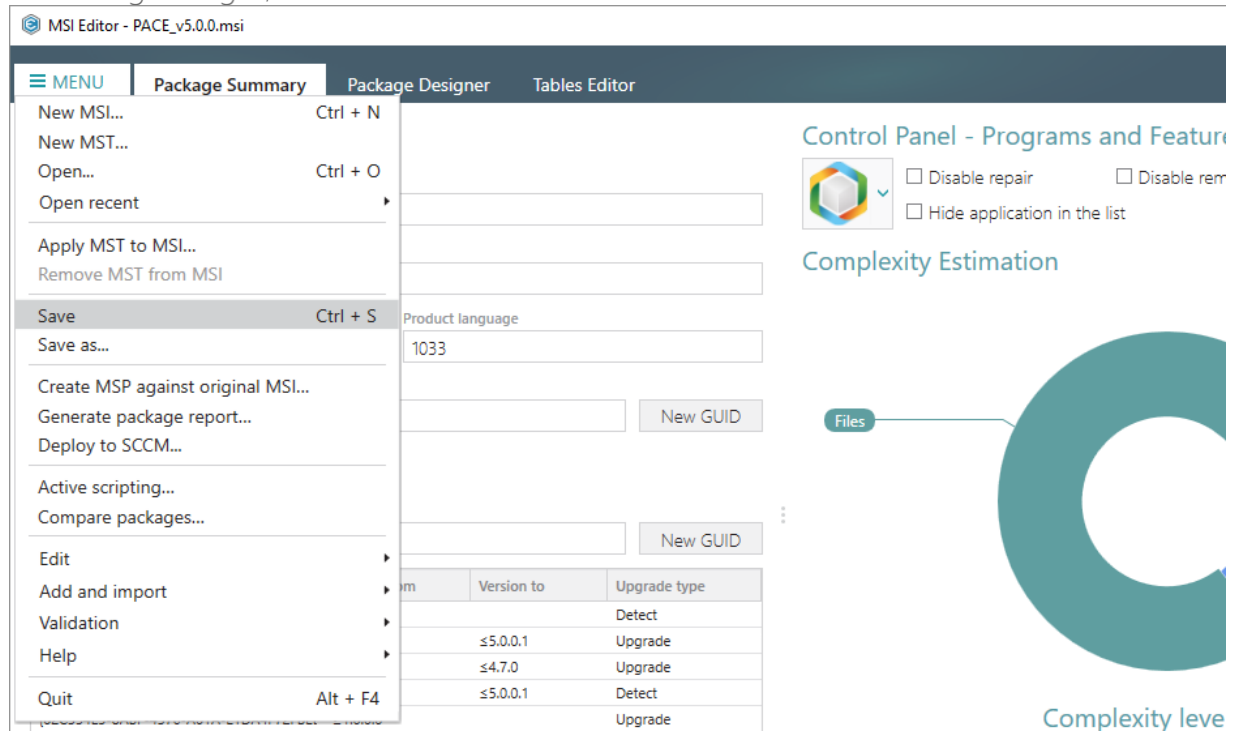 MSI Editor - PACE_v5.0.0.msi
MENU Package Summary Package Designer Tables Editor
New MSI... Ctrl + N
New MST...
Open... Ctrl + O
Open recent
Apply MST to MSI...
Remove MST from MSI
Save Ctrl + S
Save as...
Create MSP against original MSI...
Generate package report...
Deploy to SCCM...
Active scripting...
Compare packages...
Edit
Add and import
Validation
Help
Quit Alt + F4
Product language
1033
New GUID
New GUID
om Version to Upgrade type
Detect
≤5.0.0.1 Upgrade
≤4.7.0 Upgrade
≤5.0.0.1 Detect
Upgrade
Control Panel - Programs and Feature
Disable repair Disable rem
Hide application in the list
Complexity Estimation
Files
Complexity leve